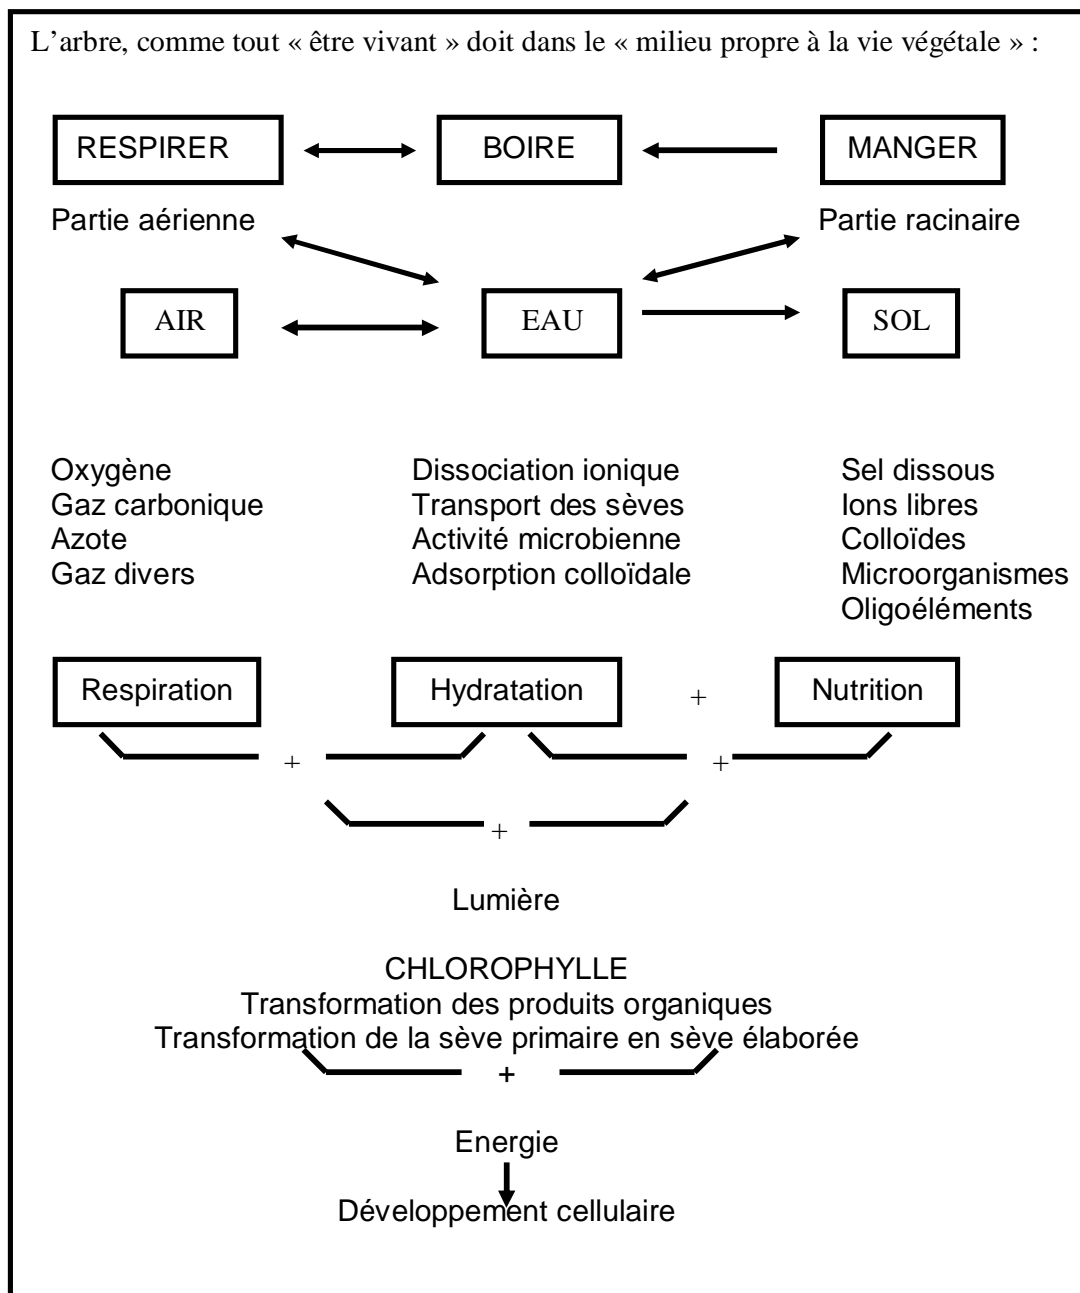 L’arbre, comme tout « être vivant » doit dans le « milieu propre à la vie végétale » :
RESPIRER BOIRE MANGER
Partie aérienne Partie racinaire
AIR EAU SOL
Oxygène Dissociation ionique Sel dissous
Gaz carbonique Transport des sèves Ions libres
Azote Activité microbienne Colloïdes
Gaz divers Adsorption colloïdale Microorganismes
Oligoéléments
Respiration Hydratation + Nutrition
+ +
+
Lumière
CHLOROPHYLLE
Transformation des produits organiques
Transformation de la sève primaire en sève élaborée
+
Energie
Développement cellulaire